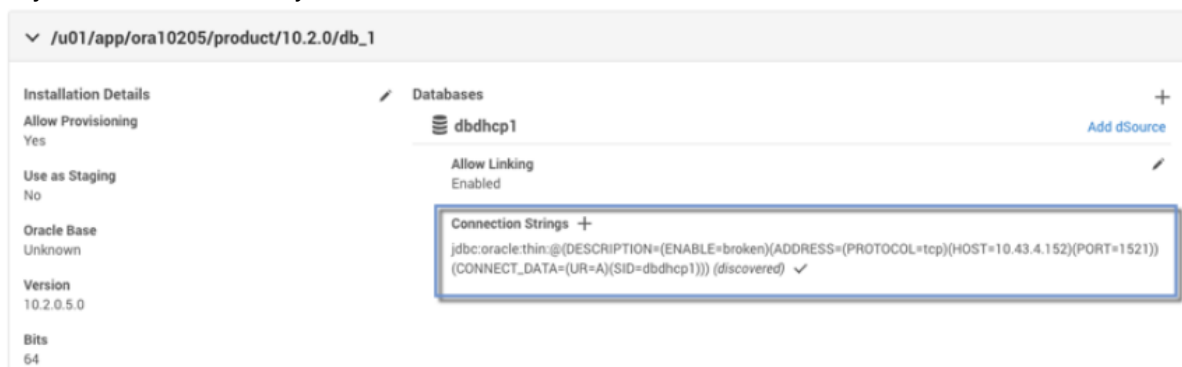 /u01/app/ora10205/product/10.2.0/db_1
Installation Details
Allow Provisioning
Yes
Use as Staging
No
Oracle Base
Unknown
Version
10.2.0.5.0
Bits
64
Databases
dbdhcp1
Add dSource
Allow Linking
Enabled
Connection Strings
jdbc:oracle:thin:@(DESCRIPTION=(ENABLE=broken)(ADDRESS=(PROTOCOL=tcp)(HOST=10.43.4.152)(PORT=1521))
(CONNECT_DATA=(UR=A)(SID=dbdhcp1))) (discovered)